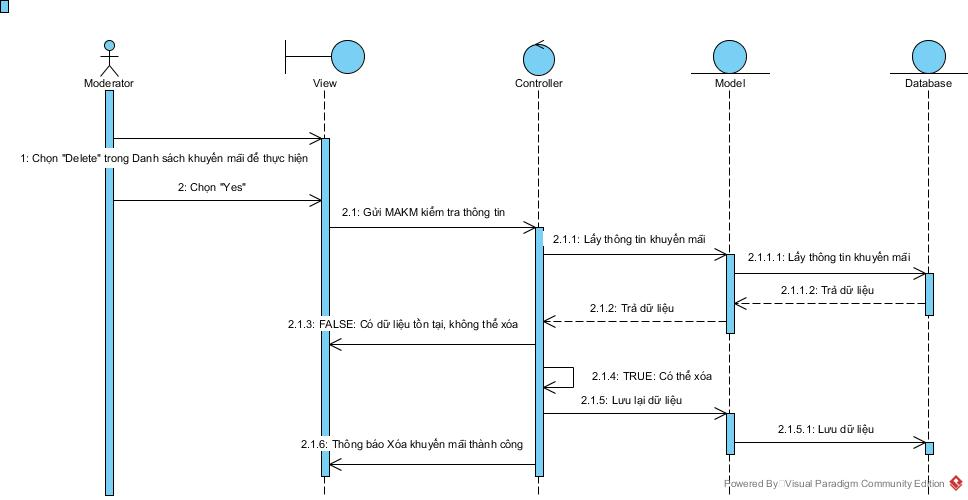 Moderator
View
Controller
Model
Database
1: Chọn "Delete" trong Danh sách khuyến mãi để thực hiện
2: Chọn "Yes"
2.1: Gửi MAKM kiểm tra thông tin
2.1.1: Lấy thông tin khuyến mãi
2.1.1.1: Lấy thông tin khuyến mãi
2.1.1.2: Trả dữ liệu
2.1.2: Trả dữ liệu
2.1.3: FALSE: Có dữ liệu tồn tại, không thể xóa
2.1.4: TRUE: Có thể xóa
2.1.5: Lưu lại dữ liệu
2.1.5.1: Lưu dữ liệu
2.1.6: Thông báo Xóa khuyến mãi thành công
Powered By Visual Paradigm Community Edition